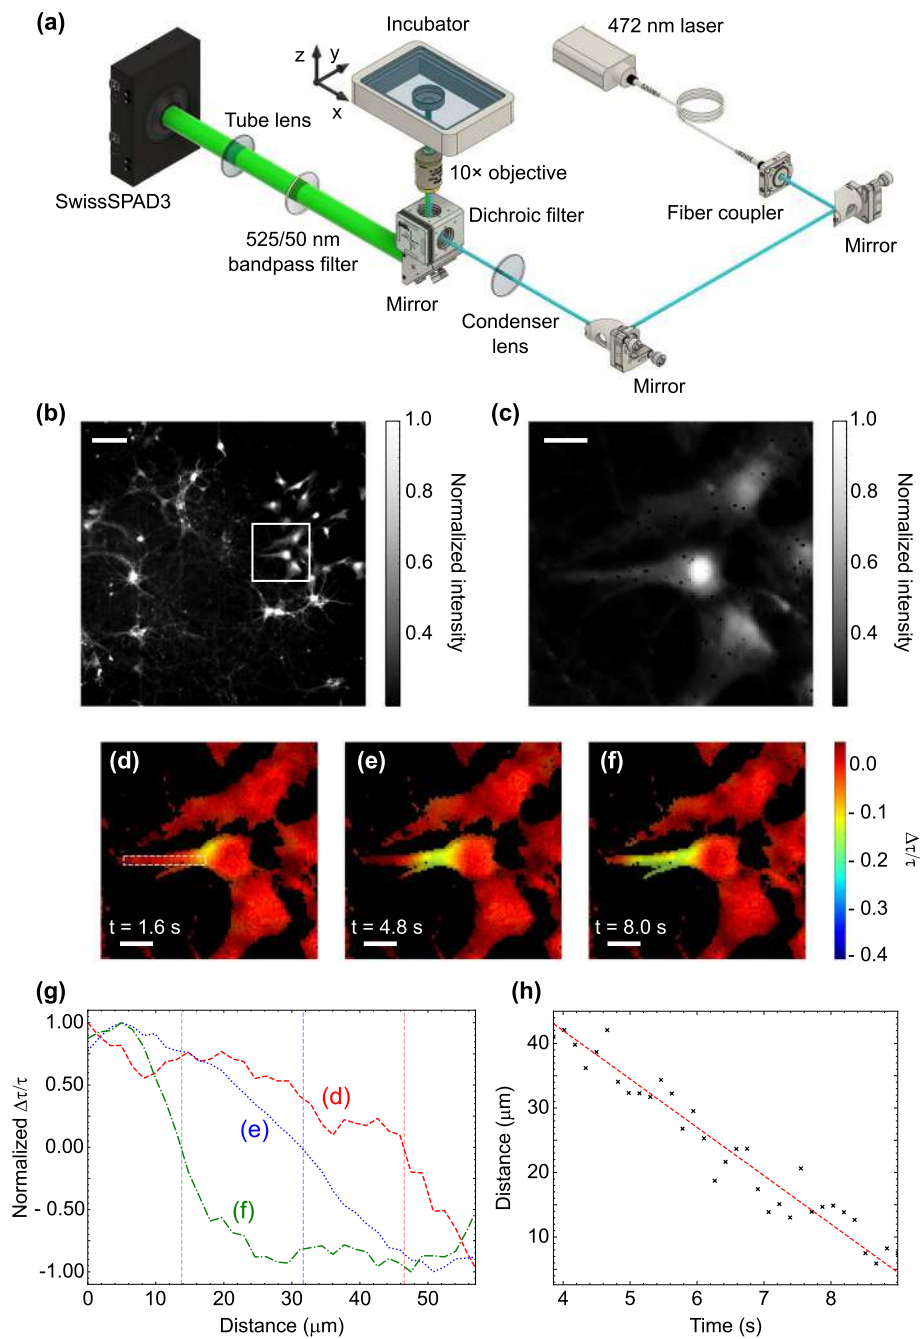 (a)
Incubator
472 nm laser
z
y
x
Tube lens
10× objective
SwissSPAD3
Dichroic filter
Fiber coupler
525/50 nm
bandpass filter
Mirror
Mirror
Condenser
lens
Mirror
(b)
1.0
0.8
0.6
0.4
Normalized intensity
(c)
1.0
0.8
0.6
0.4
Normalized intensity
(d)
t = 1.6 s
(e)
t = 4.8 s
(f)
t = 8.0 s
0.0
- 0.1
- 0.2
- 0.3
- 0.4
Δτ/τ
(g)
1.00
0.50
0.00
- 0.50
-1.00
Normalized Δτ/τ
(d)
(e)
(f)
0
10
20
30
40
50
Distance (μm)
(h)
40
30
20
10
Distance (μm)
4
5
6
7
8
Time (s)